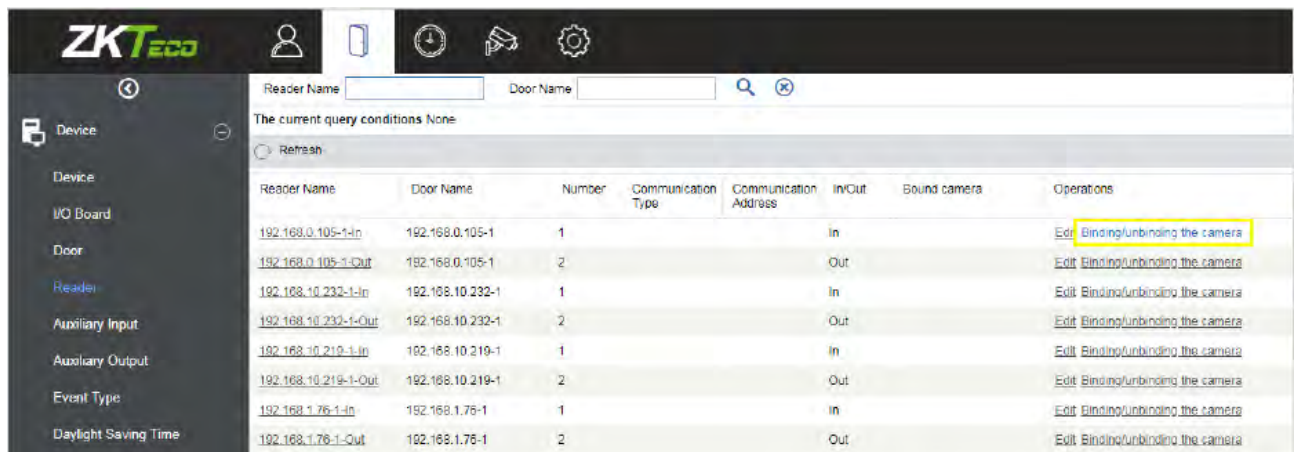 ZKTeco
Reader Name Door Name
The current query conditions None
Refresh
Device
Device
I/O Board
Door
Reader
Auxiliary Input
Auxiliary Output
Event Type
Daylight Saving Time
Reader Name Door Name Number Communication Type Communication Address In/Out Bound camera Operations
192.168.0.105-1-In 192.168.0.105-1 1 In Edit Binding/unbinding the camera
192.168.0.105-1-Out 192.168.0.105-1 2 Out Edit Binding/unbinding the camera
192.168.10.232-1-In 192.168.10.232-1 1 In Edit Binding/unbinding the camera
192.168.10.232-1-Out 192.168.10.232-1 2 Out Edit Binding/unbinding the camera
192.168.10.219-1-In 192.168.10.219-1 1 In Edit Binding/unbinding the camera
192.168.10.219-1-Out 192.168.10.219-1 2 Out Edit Binding/unbinding the camera
192.168.1.76-1-In 192.168.1.76-1 1 In Edit Binding/unbinding the camera
192.168.1.76-1-Out 192.168.1.76-1 2 Out Edit Binding/unbinding the camera